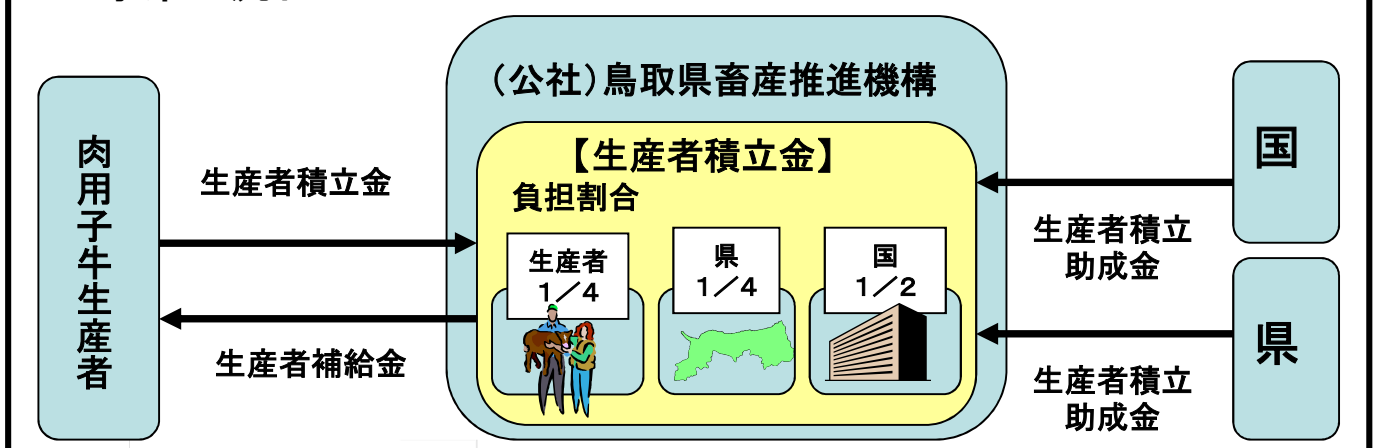 (公社)鳥取県畜産推進機構
【生産者積立金】
負担割合
肉用子牛生産者
生産者積立金
生産者補給金
生産者
1/4
県
1/4
国
1/2
国
生産者積立
助成金
県
生産者積立
助成金